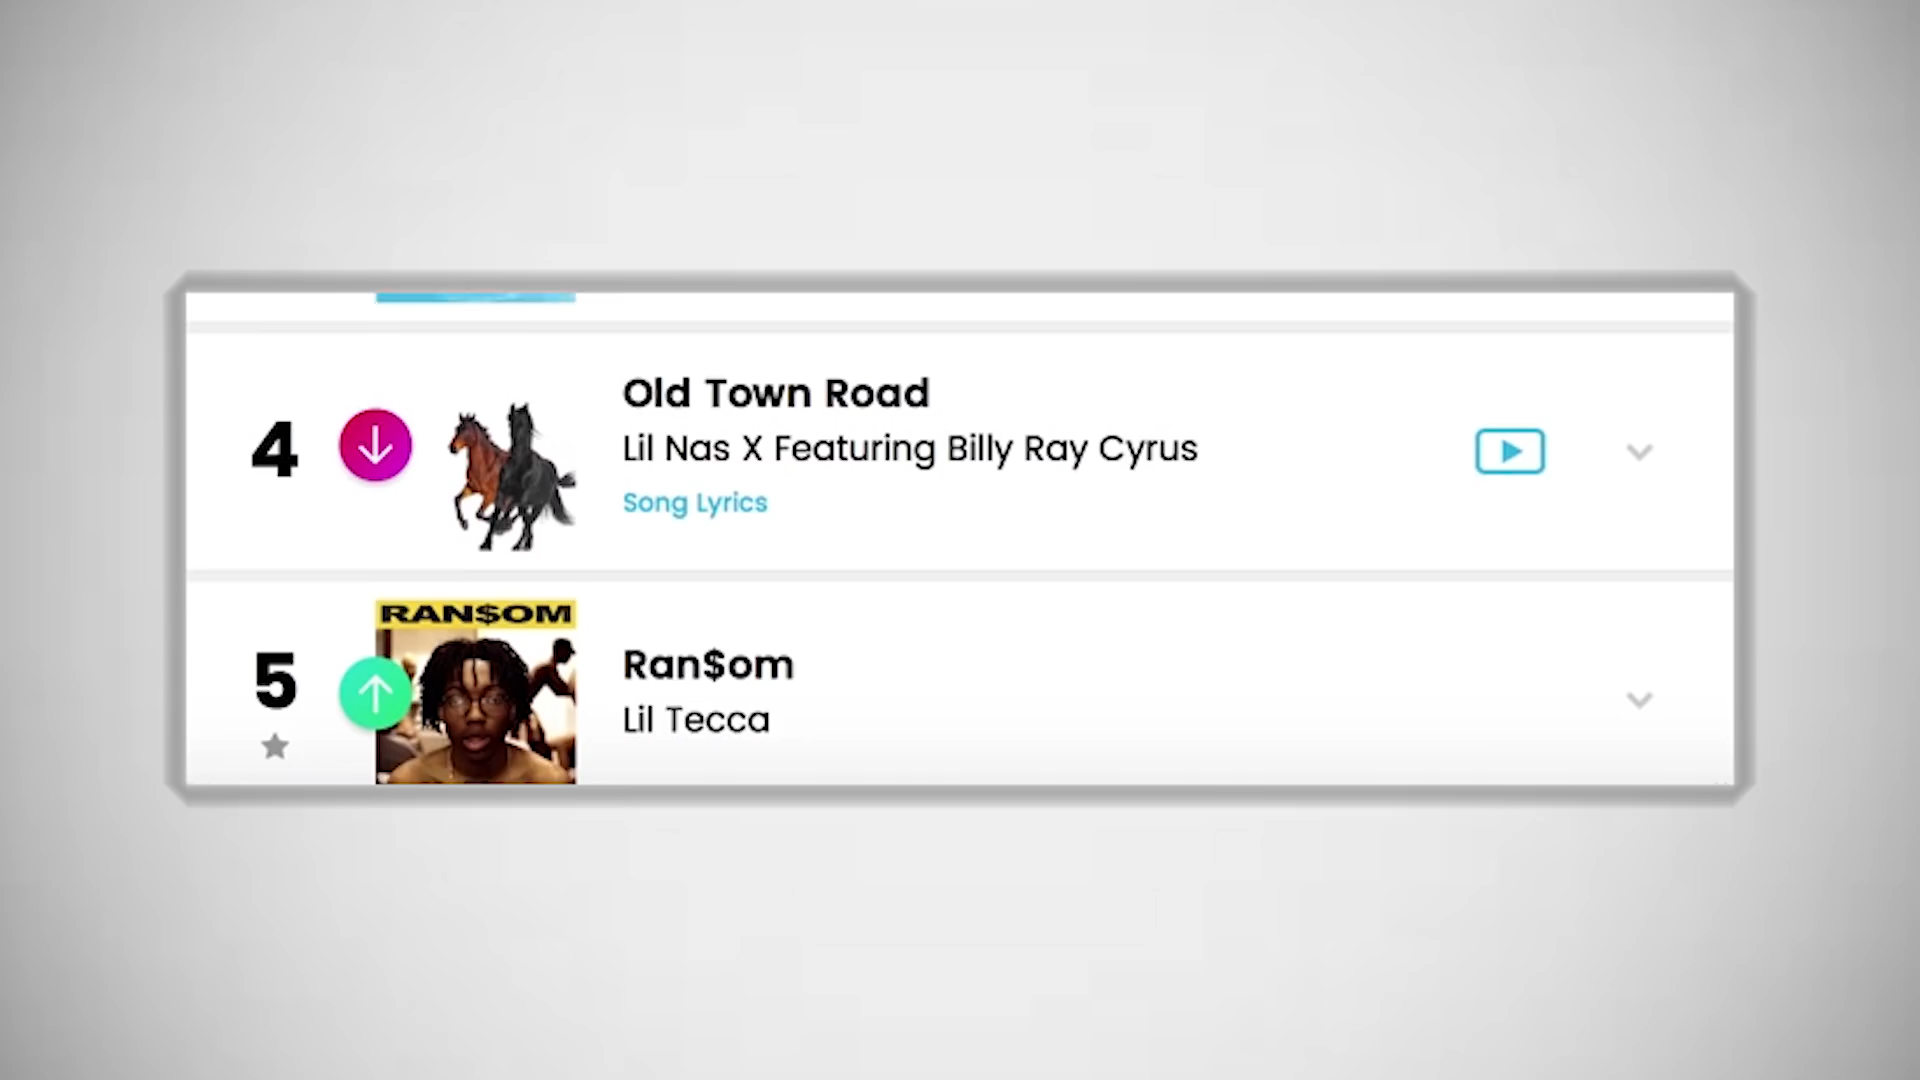 4
Old Town Road
Lil Nas X Featuring Billy Ray Cyrus
Song Lyrics
RAN$OM
5
Ran$om
Lil Tecca